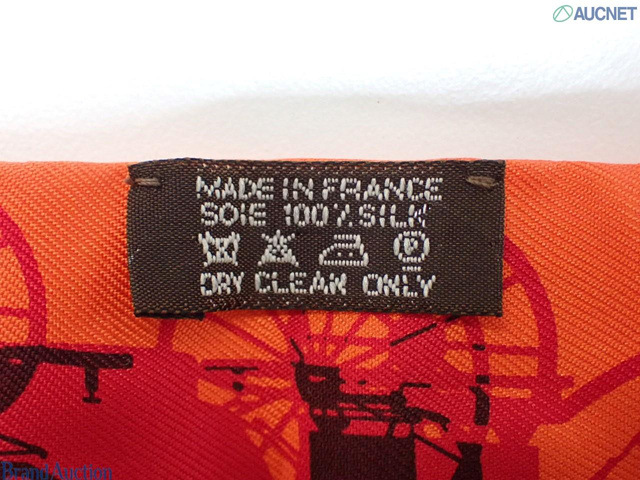 AUCNET
MADE IN FRANCE
SOIE 100% SILK
DRY CLEAN ONLY
Brand Auction